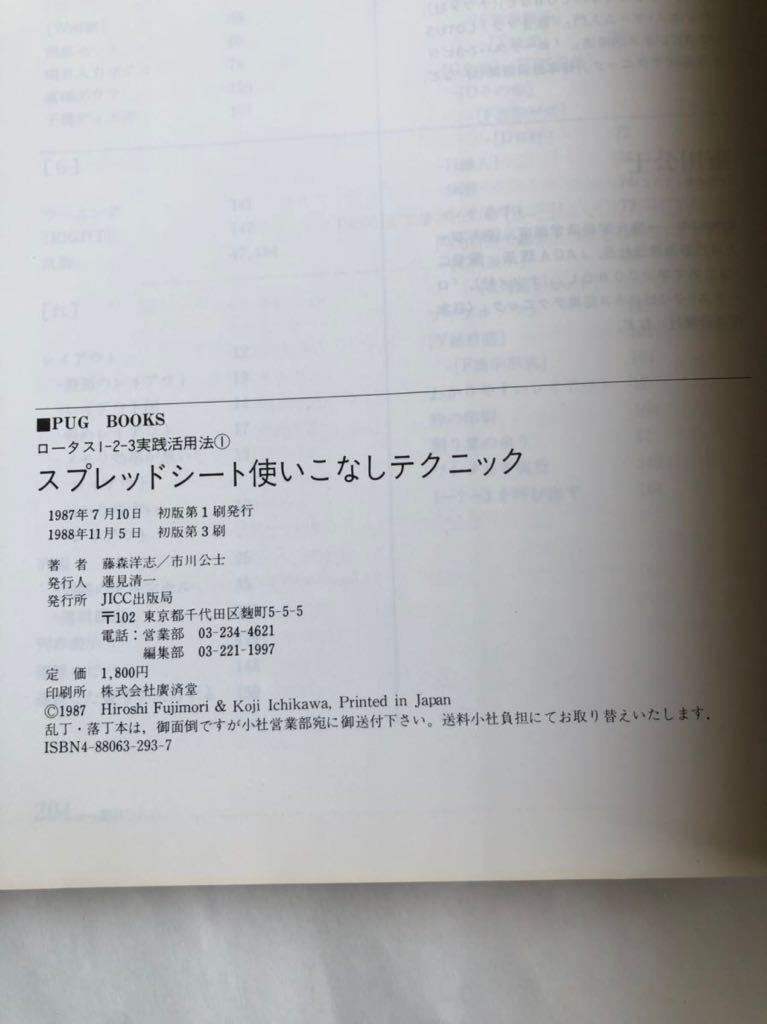 ■PUG BOOKS
ロータス1-2-3実践活用法①
スプレッドシート使いこなしテクニック
1987年7月10日 初版第1刷発行
1988年11月5日 初版第3刷
著 者 藤森洋志／市川公士
発行人 蓮見清一
発行所 JICC出版局
〒102 東京都千代田区麹町5-5-5
電話：営業部 03-234-4621
編集部 03-221-1997
定 価 1,800円
印刷所 株式会社廣済堂
©1987 Hiroshi Fujimori & Koji Ichikawa, Printed in Japan
乱丁・落丁本は，御面倒ですが小社営業部宛に御送付下さい。送料小社負担にてお取り替えいたします．
ISBN4-88063-293-7